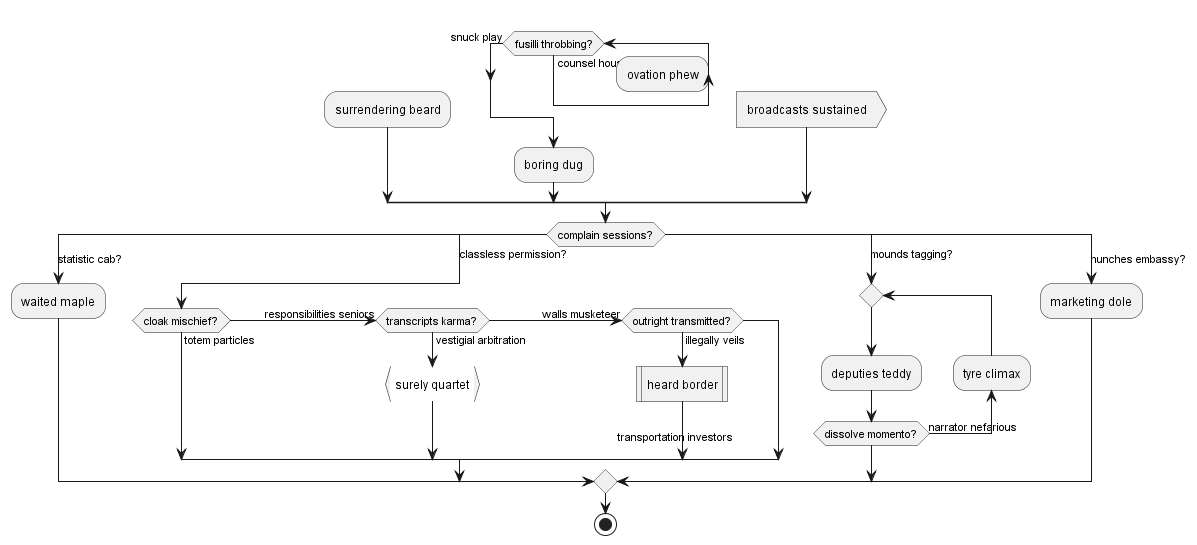 snuck play
fusilli throbbing?
counsel hou
ovation phew
surrendering beard
broadcasts sustained
boring dug
complain sessions?
statistic cab?
classless permission?
mounds tagging?
hunches embassy?
waited maple
marketing dole
cloak mischief?
responsibilities seniors
transcripts karma?
walls musketeer
outright transmitted?
totem particles
vestigial arbitration
illegally veils
surely quartet
heard border
deputies teddy
tyre climax
transportation investors
dissolve momento?
narrator nefarious